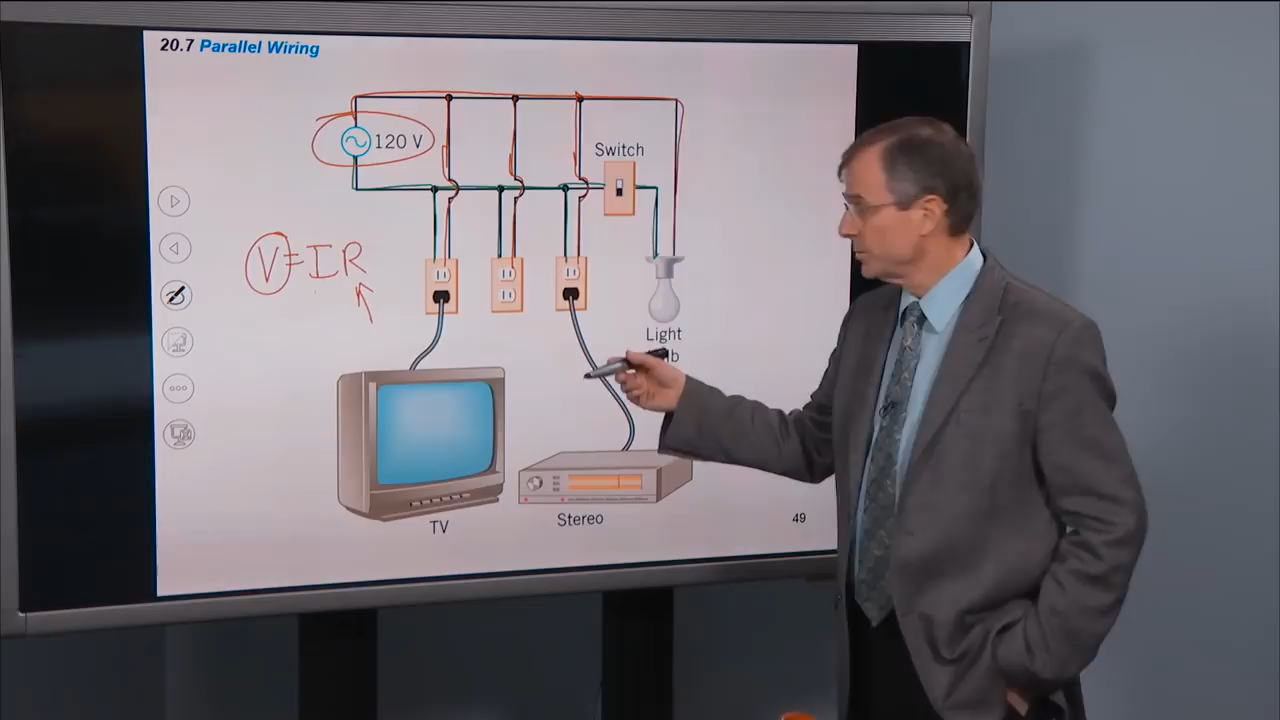 20.7 Parallel Wiring
120 V
Switch
V = IR
Light
TV
Stereo
49